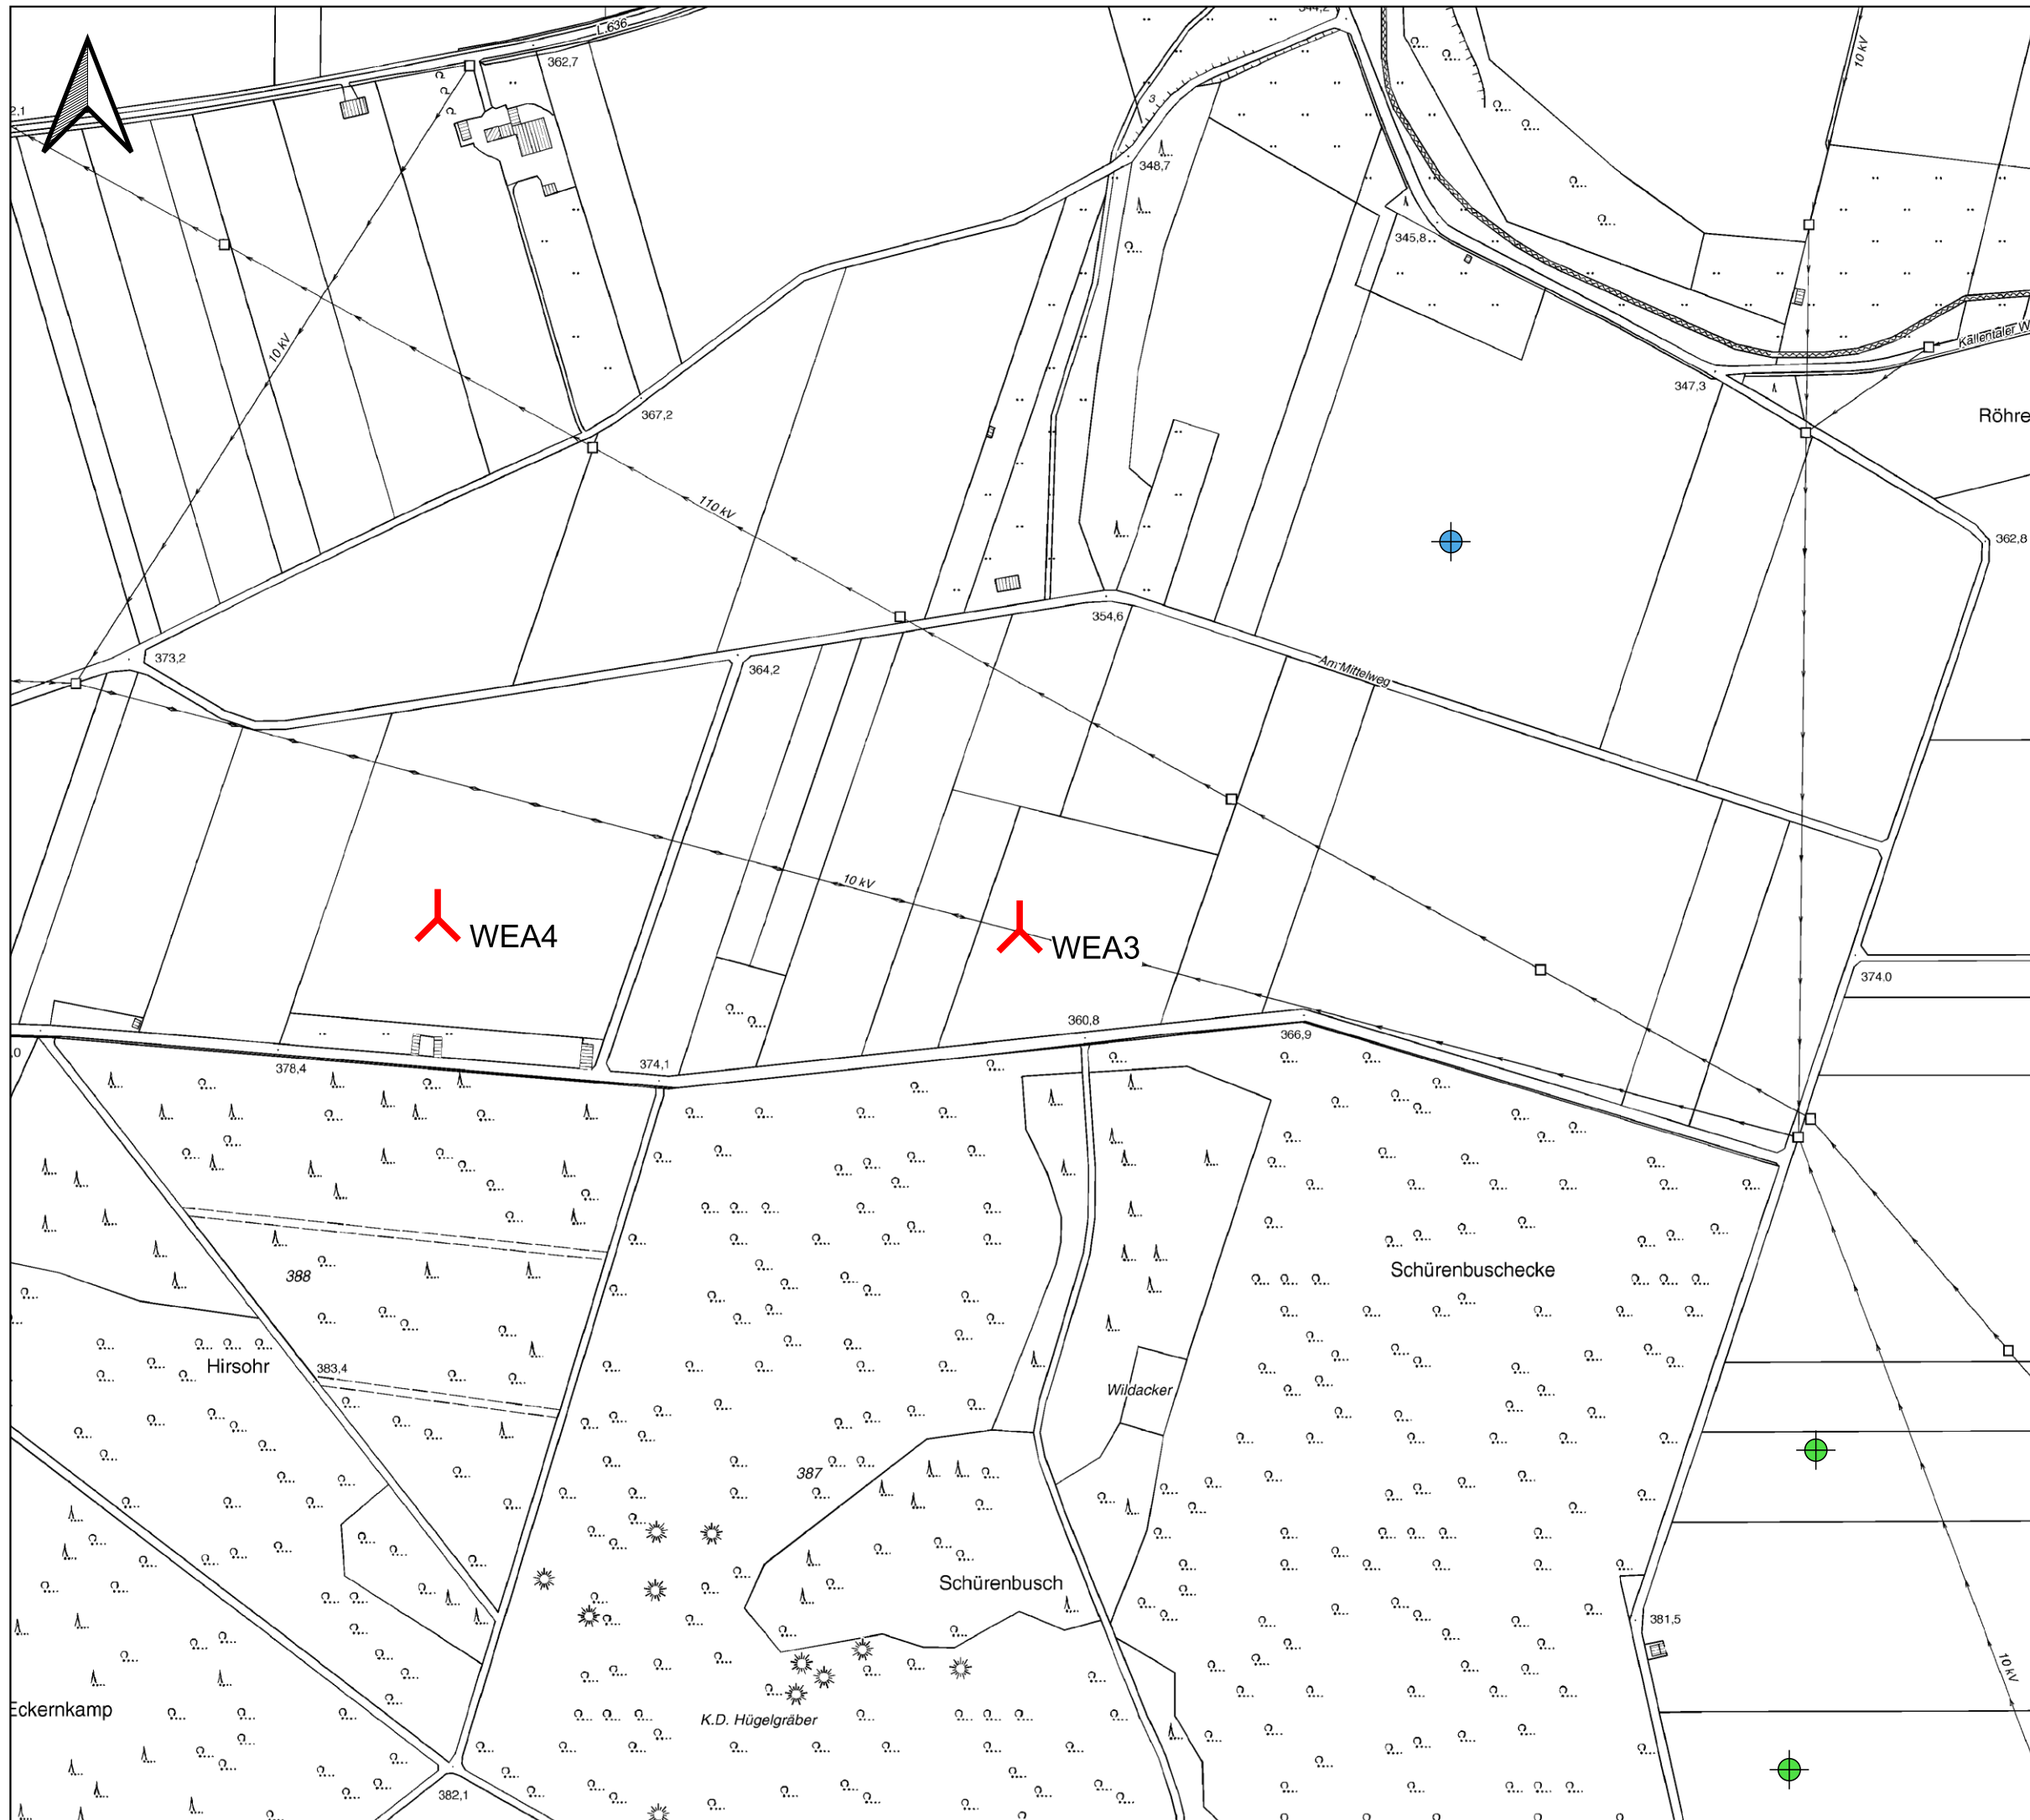 L.636
362,7
2,1
10 kV
3
348,7
345,8
10 kV
347,3
Röhre
367,2
110 kV
362,8
354,6
373,2
364,2
Am Mittelweg
10 kV
WEA4
WEA3
374.0
360,8
366,9
,0
378,4
374,1
388
Schürenbuschecke
Hirsohr
383,4
Wildacker
387
Schürenbusch
381,5
10 kV
Eckernkamp
K.D. Hügelgräber
382,1